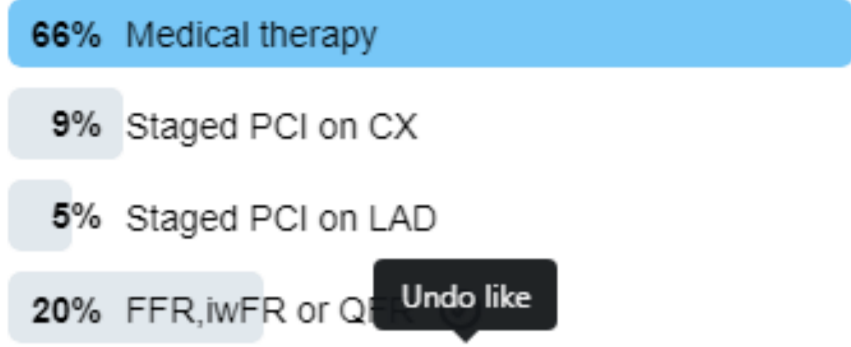 66% Medical therapy
9% Staged PCI on CX
5% Staged PCI on LAD
20% FFR,iwFR or QFR
Undo like